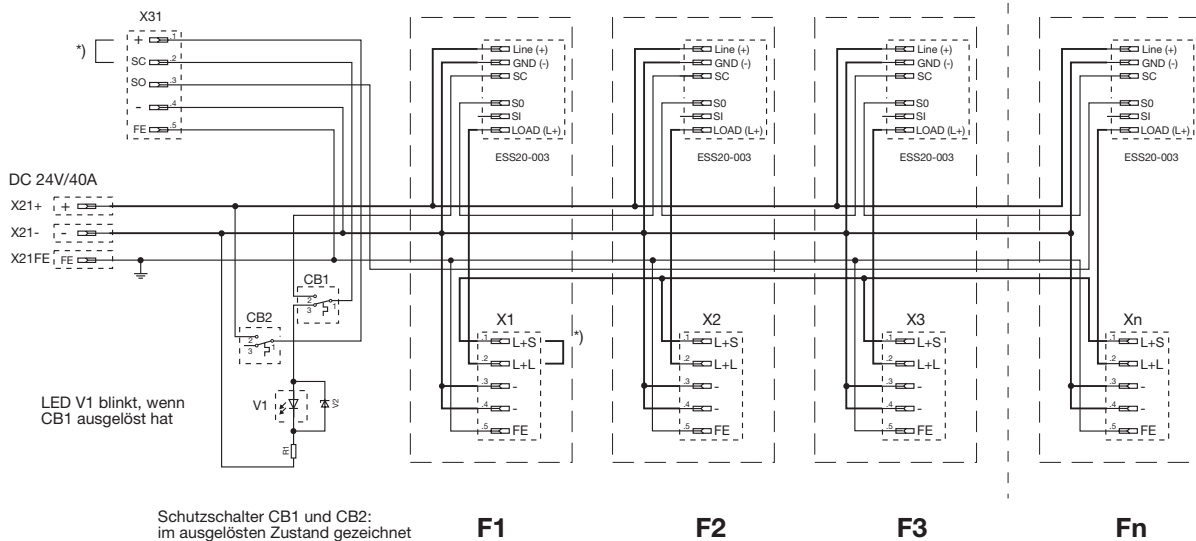 X31
*)
+ .1
SC .2
SO .3
- .4
FE .5
DC 24V/40A
X21+ +
X21- -
X21FE FE
CB1
2
3
1
CB2
2
3
1
V1
V2
R1
LED V1 blinkt, wenn
CB1 ausgelöst hat
Schutzschalter CB1 und CB2:
im ausgelösten Zustand gezeichnet
Line (+)
GND (-)
SC
S0
SI
LOAD (L+)
ESS20-003
X1
.1 L+S
*)
.2 L+L
.3 -
.4 -
.5 FE
F1
Line (+)
GND (-)
SC
S0
SI
LOAD (L+)
ESS20-003
X2
.1 L+S
.2 L+L
.3 -
.4 -
.5 FE
F2
Line (+)
GND (-)
SC
S0
SI
LOAD (L+)
ESS20-003
X3
.1 L+S
.2 L+L
.3 -
.4 -
.5 FE
F3
Line (+)
GND (-)
SC
S0
SI
LOAD (L+)
ESS20-003
Xn
.1 L+S
.2 L+L
.3 -
.4 -
.5 FE
Fn